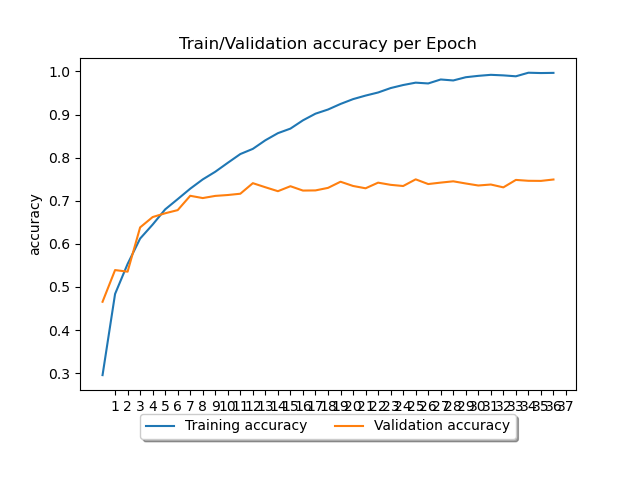 Train/Validation accuracy per Epoch
1.0
0.9
0.8
0.7
0.6
0.5
0.4
0.3
accuracy
1 2 3 4 5 6 7 8 9 10 11 12 13 14 15 16 17 18 19 20 21 22 23 24 25 26 27 28 29 30 31 32 33 34 35 36 37
Training accuracy Validation accuracy